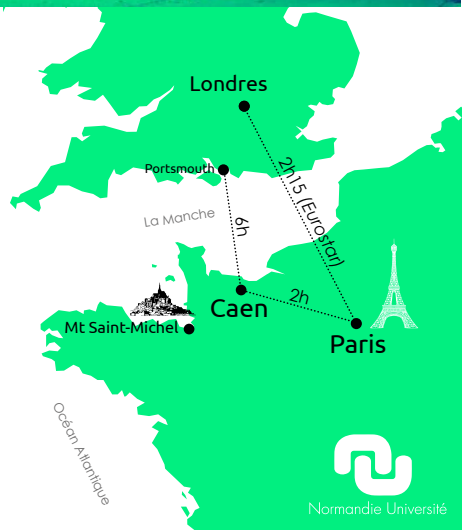 Londres
Portsmouth
2h15 (Eurostar)
La Manche
6h
Caen
2h
Mt Saint-Michel
Paris
Océan Atlantique
Normandie Université